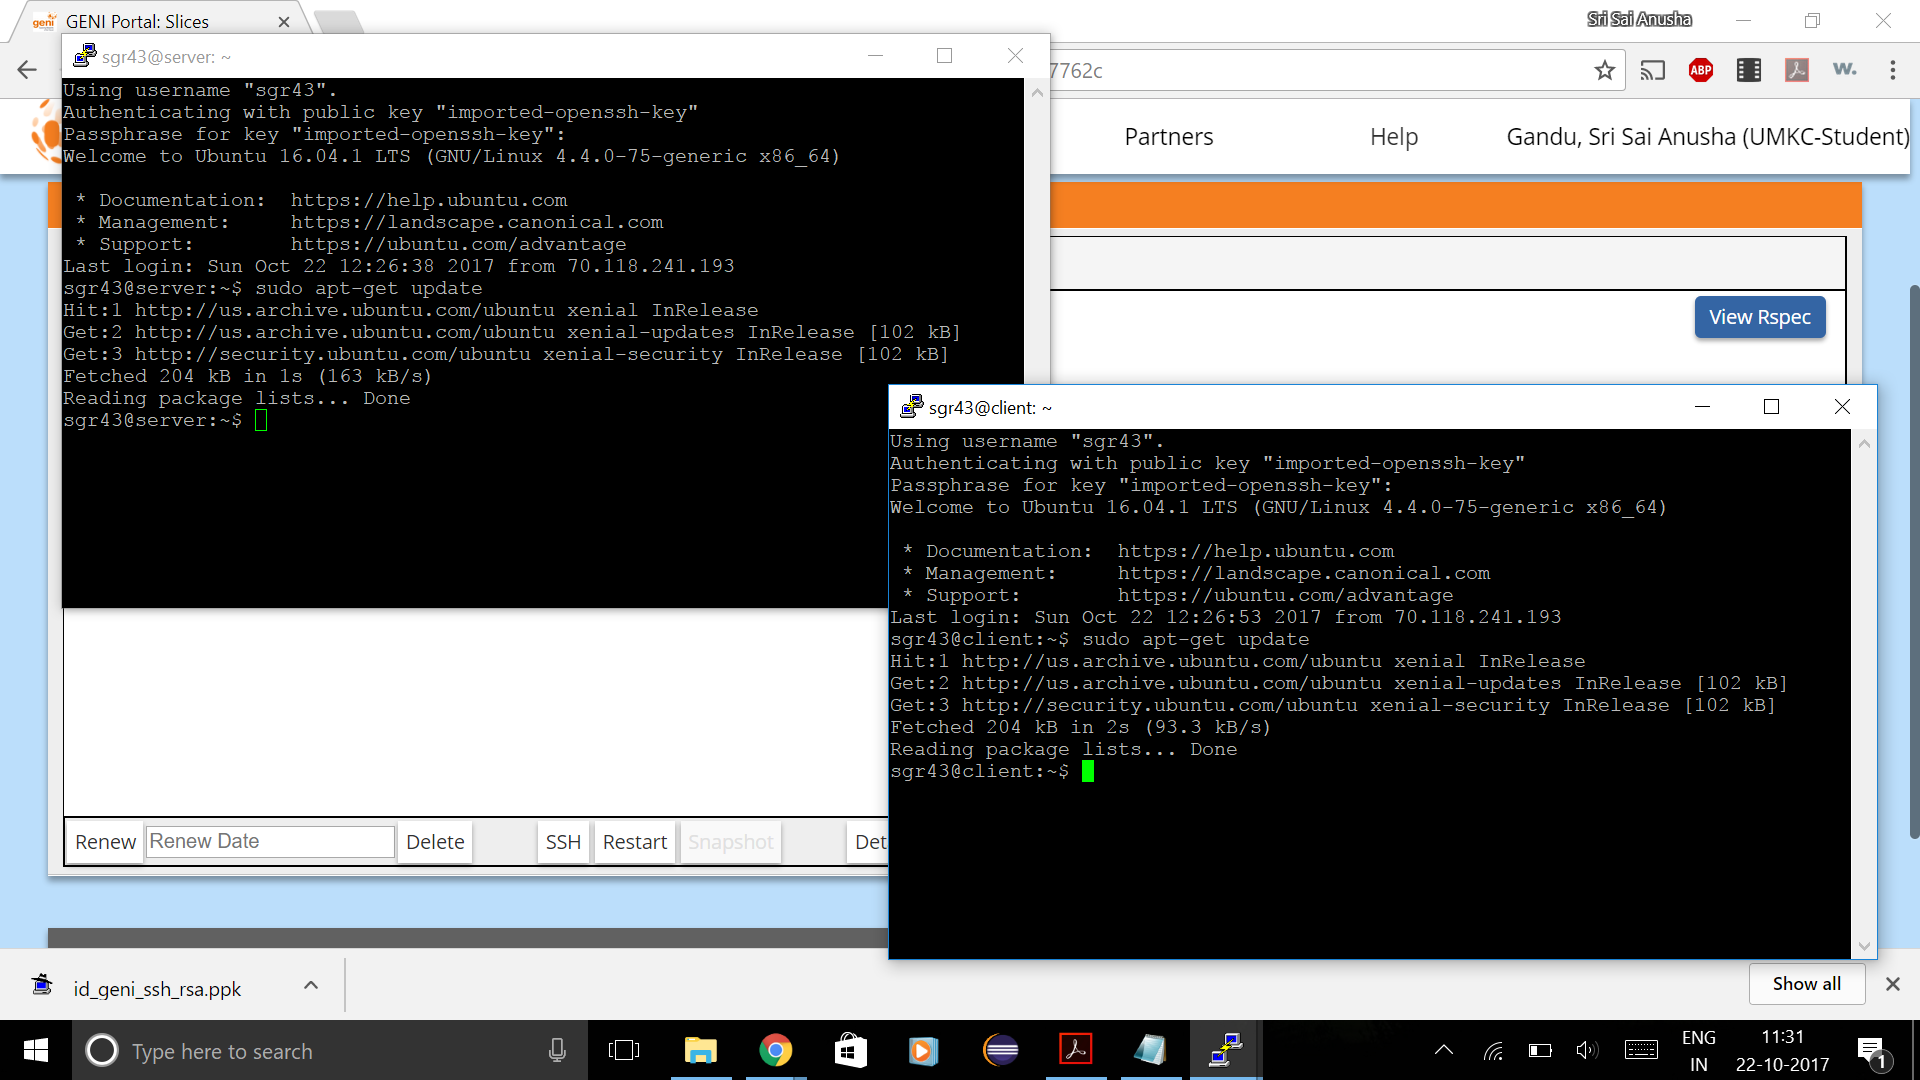 geni
GENI Portal: Slices
Sri Sai Anusha
7762c
ABP
w.
Partners
Help
Gandu, Sri Sai Anusha (UMKC-Student)
View Rspec
sgr43@server: ~
Using username "sgr43".
Authenticating with public key "imported-openssh-key"
Passphrase for key "imported-openssh-key":
Welcome to Ubuntu 16.04.1 LTS (GNU/Linux 4.4.0-75-generic x86_64)
* Documentation:  https://help.ubuntu.com
* Management:     https://landscape.canonical.com
* Support:        https://ubuntu.com/advantage
Last login: Sun Oct 22 12:26:38 2017 from 70.118.241.193
sgr43@server:~$ sudo apt-get update
Hit:1 http://us.archive.ubuntu.com/ubuntu xenial InRelease
Get:2 http://us.archive.ubuntu.com/ubuntu xenial-updates InRelease [102 kB]
Get:3 http://security.ubuntu.com/ubuntu xenial-security InRelease [102 kB]
Fetched 204 kB in 1s (163 kB/s)
Reading package lists... Done
sgr43@server:~$
sgr43@client: ~
Using username "sgr43".
Authenticating with public key "imported-openssh-key"
Passphrase for key "imported-openssh-key":
Welcome to Ubuntu 16.04.1 LTS (GNU/Linux 4.4.0-75-generic x86_64)
* Documentation:  https://help.ubuntu.com
* Management:     https://landscape.canonical.com
* Support:        https://ubuntu.com/advantage
Last login: Sun Oct 22 12:26:53 2017 from 70.118.241.193
sgr43@client:~$ sudo apt-get update
Hit:1 http://us.archive.ubuntu.com/ubuntu xenial InRelease
Get:2 http://us.archive.ubuntu.com/ubuntu xenial-updates InRelease [102 kB]
Get:3 http://security.ubuntu.com/ubuntu xenial-security InRelease [102 kB]
Fetched 204 kB in 2s (93.3 kB/s)
Reading package lists... Done
sgr43@client:~$
Renew
Renew Date
Delete
SSH
Restart
Snapshot
Det
id_geni_ssh_rsa.ppk
Show all
Type here to search
ENG
IN
11:31
22-10-2017
1